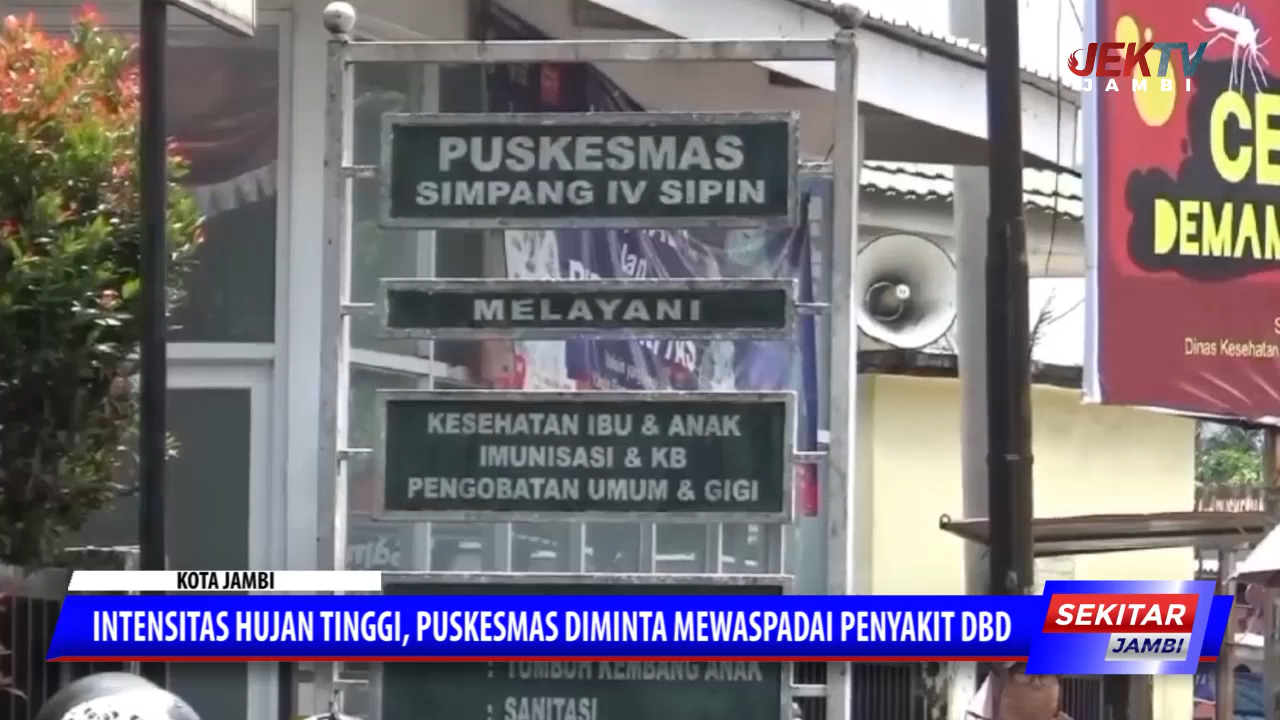 JEKTV
JAMBI
PUSKESMAS
SIMPANG IV SIPIN
MELAYANI
KESEHATAN IBU & ANAK
IMUNISASI & KB
PENGOBATAN UMUM & GIGI
: TUMBUH KEMBANG ANAK
: SANITASI
DEMAM
Dinas Kesehatan
KOTA JAMBI
INTENSITAS HUJAN TINGGI, PUSKESMAS DIMINTA MEWASPADAI PENYAKIT DBD
SEKITAR
JAMBI